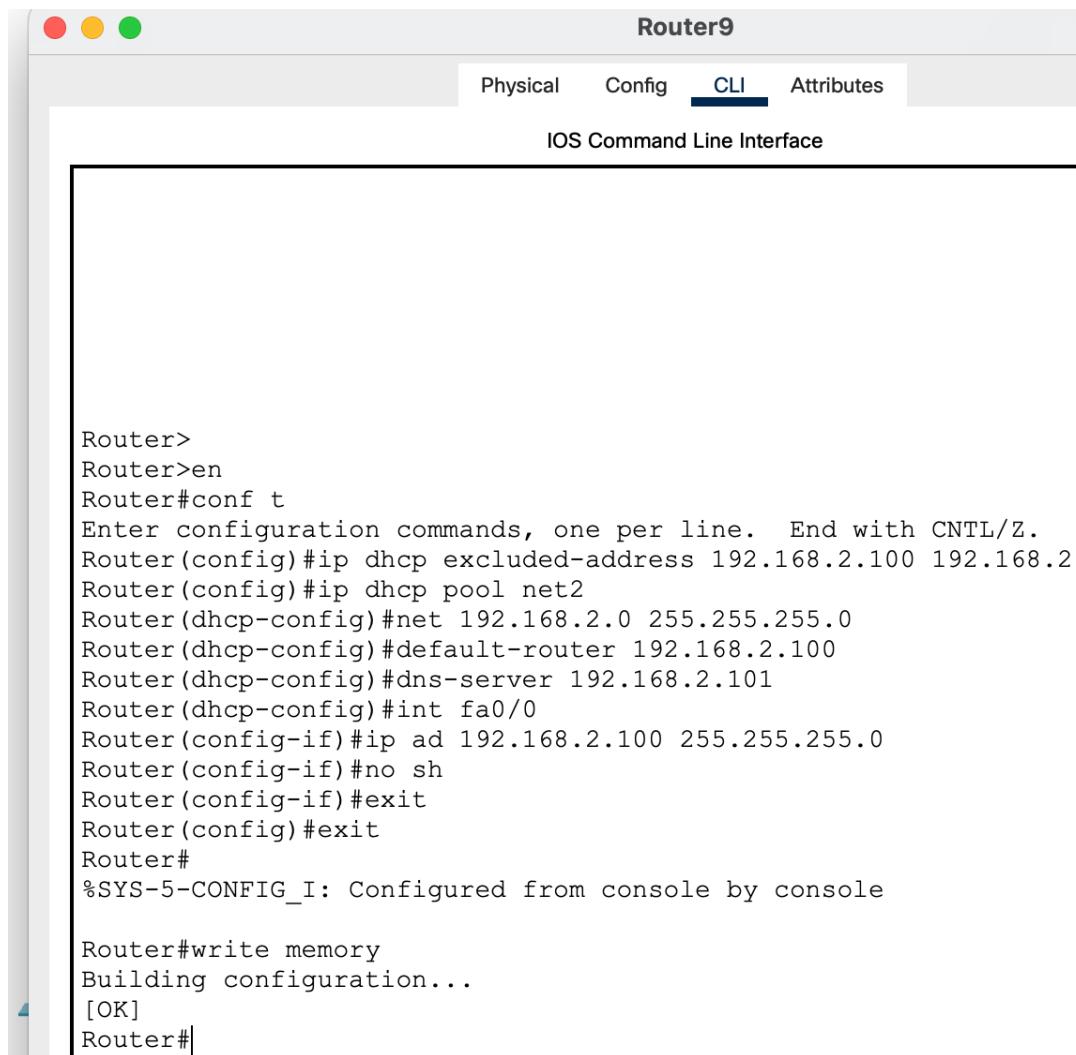 Router9
Physical Config CLI Attributes
IOS Command Line Interface
Router>
Router>en
Router#conf t
Enter configuration commands, one per line.  End with CNTL/Z.
Router(config)#ip dhcp excluded-address 192.168.2.100 192.168.2
Router(config)#ip dhcp pool net2
Router(dhcp-config)#net 192.168.2.0 255.255.255.0
Router(dhcp-config)#default-router 192.168.2.100
Router(dhcp-config)#dns-server 192.168.2.101
Router(dhcp-config)#int fa0/0
Router(config-if)#ip ad 192.168.2.100 255.255.255.0
Router(config-if)#no sh
Router(config-if)#exit
Router(config)#exit
Router#
%SYS-5-CONFIG_I: Configured from console by console
Router#write memory
Building configuration...
[OK]
Router#